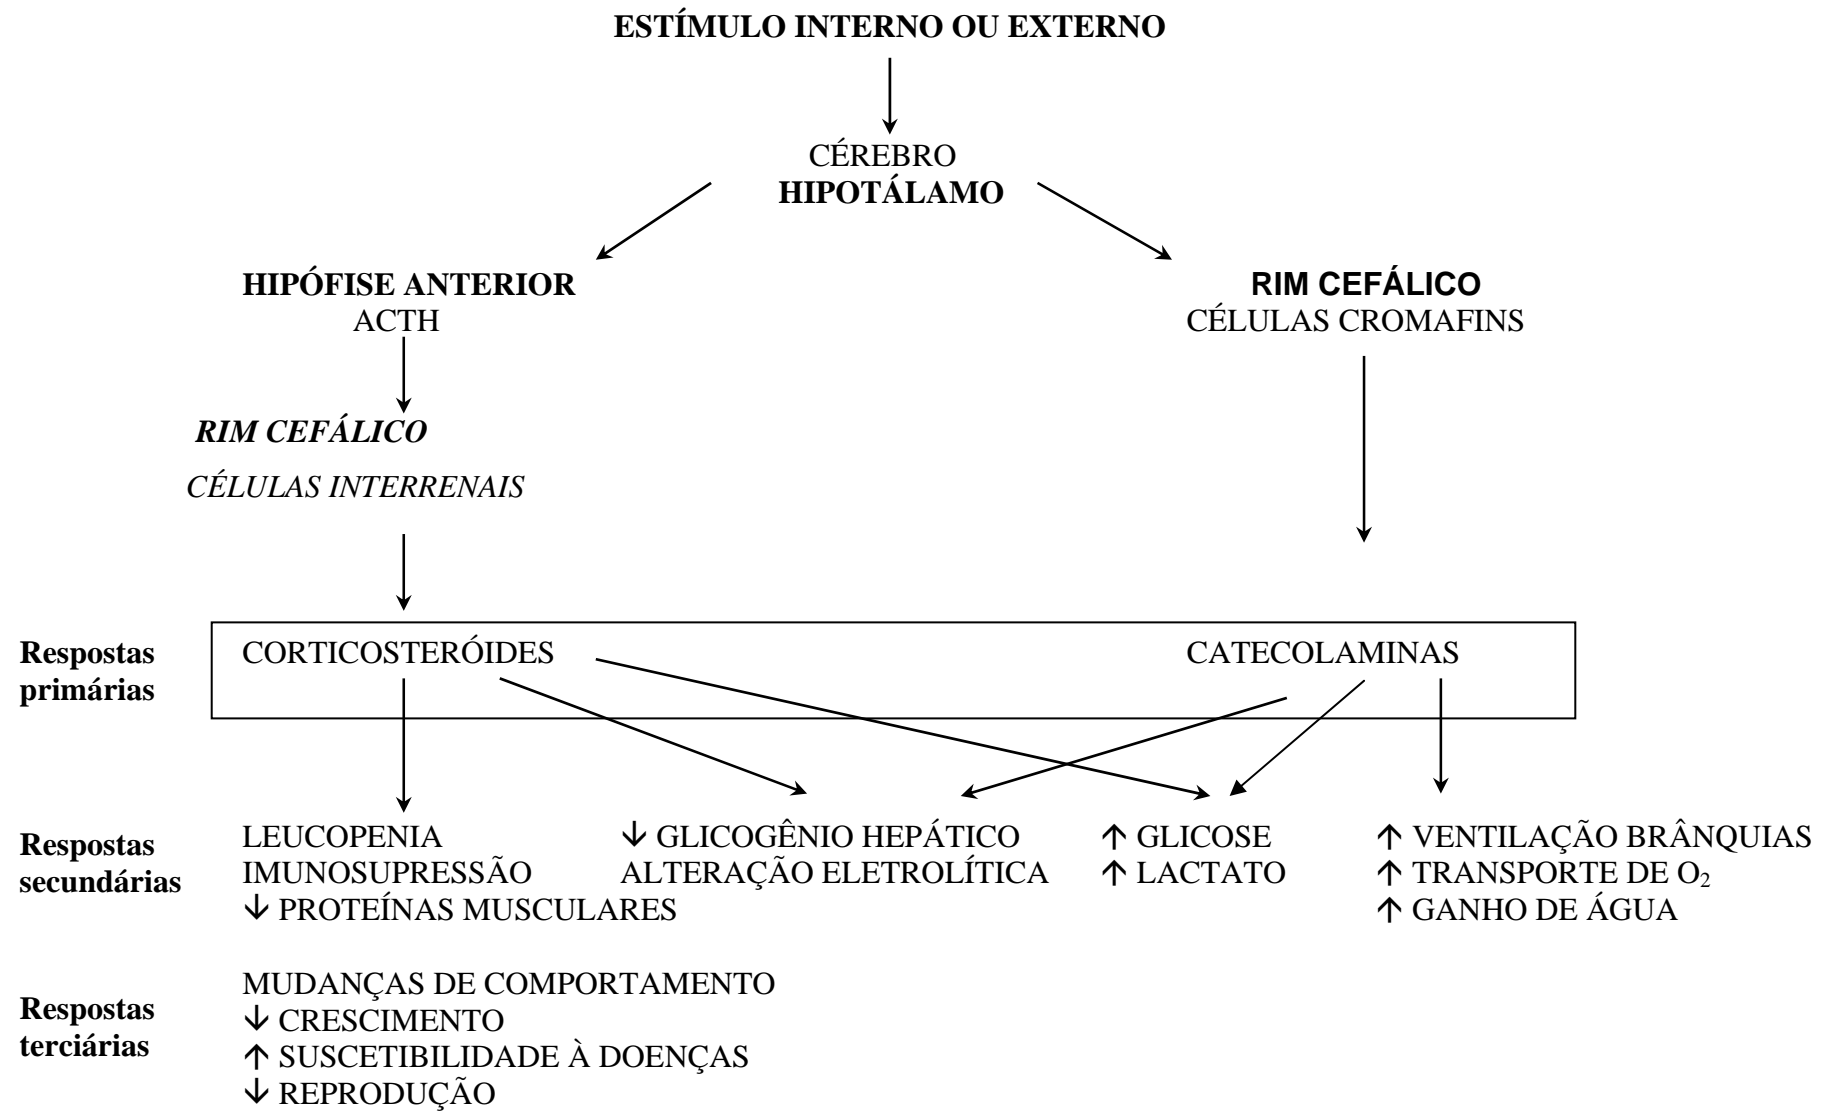 ESTÍMULO INTERNO OU EXTERNO
CÉREBRO
HIPOTÁLAMO
HIPÓFISE ANTERIOR
ACTH
RIM CEFÁLICO
CÉLULAS CROMAFINS
RIM CEFÁLICO
CÉLULAS INTERRENAIS
Respostas
primárias
CORTICOSTERÓIDES
CATECOLAMINAS
Respostas
secundárias
LEUCOPENIA
IMUNOSUPRESSÃO
↓ PROTEÍNAS MUSCULARES
↓ GLICOGÊNIO HEPÁTICO
ALTERAÇÃO ELETROLÍTICA
↑ GLICOSE
↑ LACTATO
↑ VENTILAÇÃO BRÂNQUIAS
↑ TRANSPORTE DE O₂
↑ GANHO DE ÁGUA
Respostas
terciárias
MUDANÇAS DE COMPORTAMENTO
↓ CRESCIMENTO
↑ SUSCETIBILIDADE À DOENÇAS
↓ REPRODUÇÃO